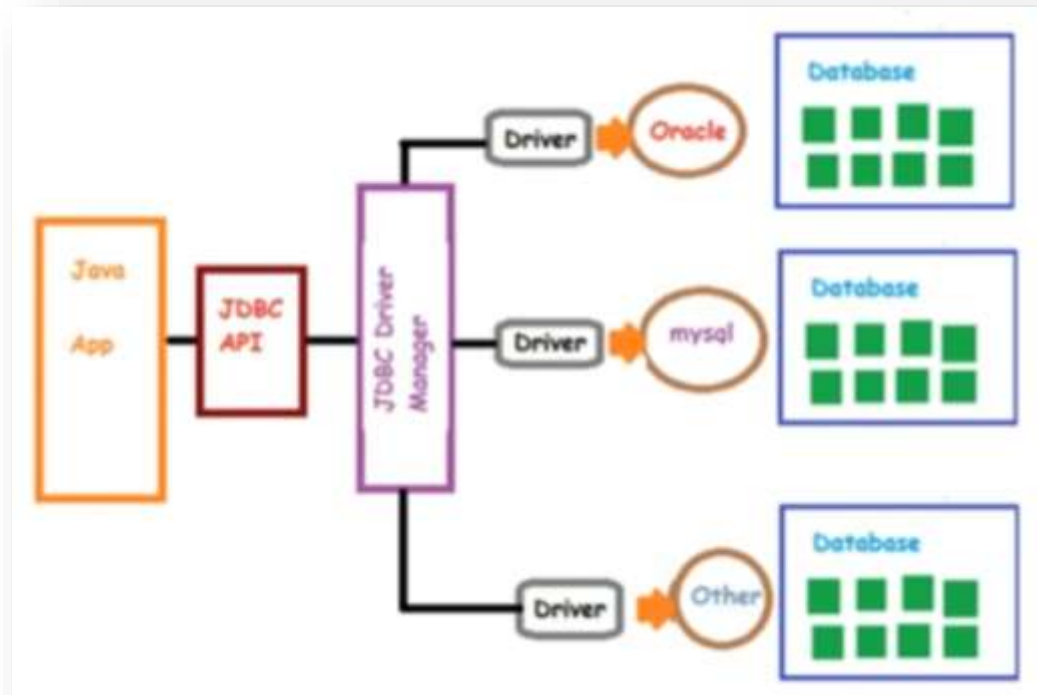 Java
App
JDBC
API
JDBC Driver
Manager
Driver
Oracle
Database
Driver
mysql
Database
Driver
Other
Database